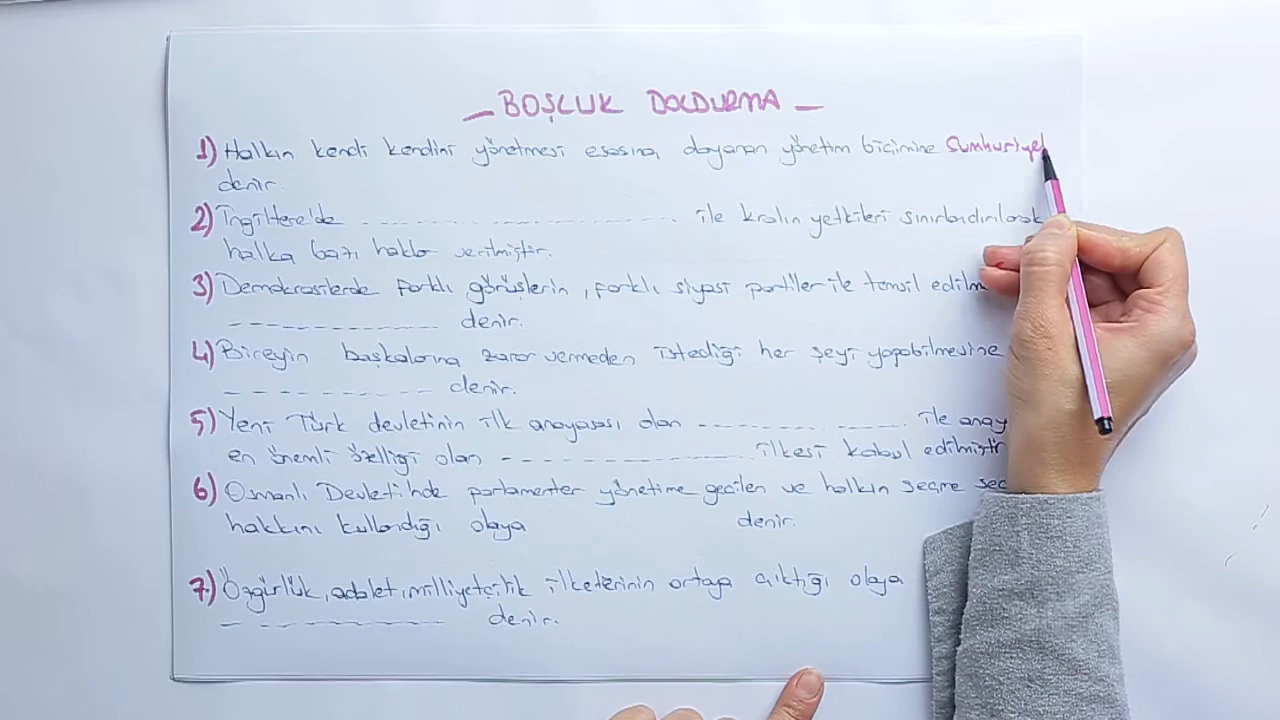 BOŞLUK DOLDURMA
1) Halkın kendi kendini yönetmesi esasına dayanan yönetim biçimine Cumhuriyet
denir.
2) İngiltere'de ile kralın yetkileri sınırlandırılarak
halka bazı haklar verilmiştir.
3) Demokrasilerde farklı görüşlerin, farklı siyasi partiler ile temsil edilm
denir.
4) Bireyin başkalarına zarar vermeden istediği her şeyi yapabilmesine
denir.
5) Yeni Türk devletinin ilk anayasası olan ile anay
en önemli özelliği olan ilkesi kabul edilmiştir
6) Osmanlı Devleti'nde parlamenter yönetime geçilen ve halkın seçme seç
hakkını kullandığı olaya denir.
7) Özgürlük, adalet, milliyetçilik ilkelerinin ortaya çıktığı olaya
denir.